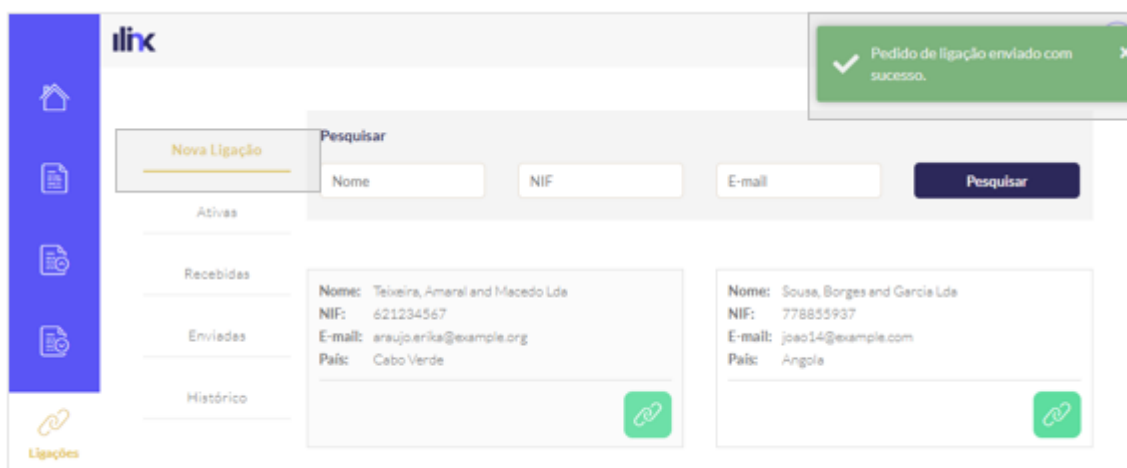 ilink
Pedido de ligação enviado com
sucesso.
Nova Ligação
Ativas
Recebidas
Enviadas
Histórico
Ligações
Pesquisar
Nome
NIF
E-mail
Pesquisar
Nome: Teixeira, Amaral and Macedo Lda
NIF: 621234567
E-mail: araujo.erika@example.org
País: Cabo Verde
Nome: Sousa, Borges and Garcia Lda
NIF: 778855937
E-mail: joao14@example.com
País: Angola